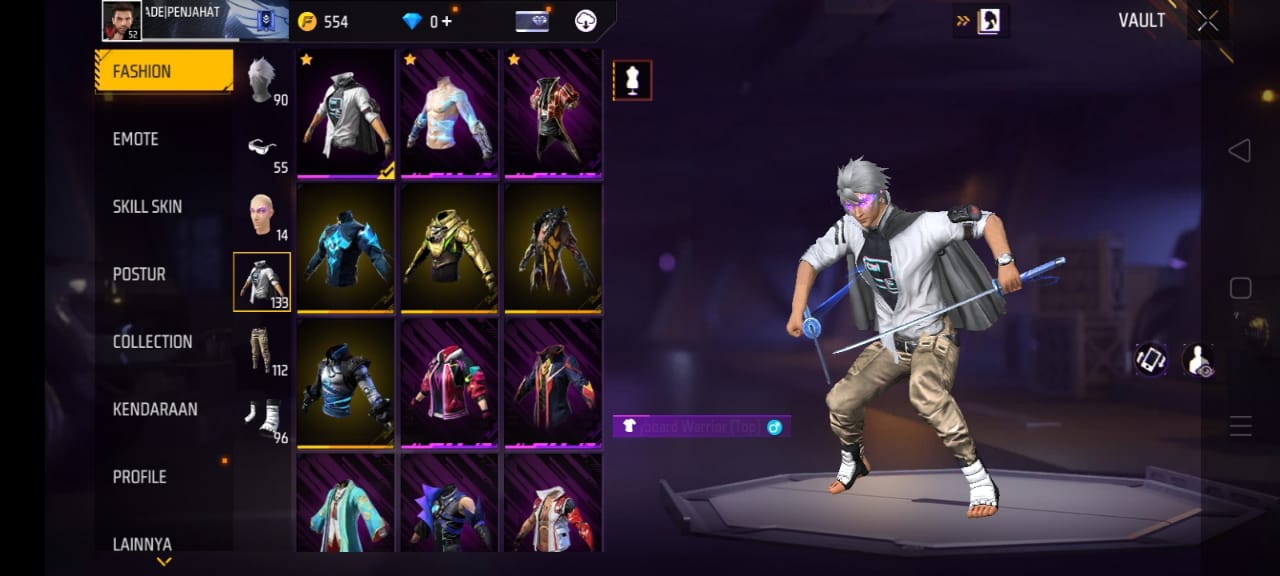 ADE|PENJAHAT
52
554
0 +
VAULT
FASHION
EMOTE
SKILL SKIN
POSTUR
COLLECTION
KENDARAAN
PROFILE
LAINNYA
90
55
14
133
112
96
yboard Warrior (Top)